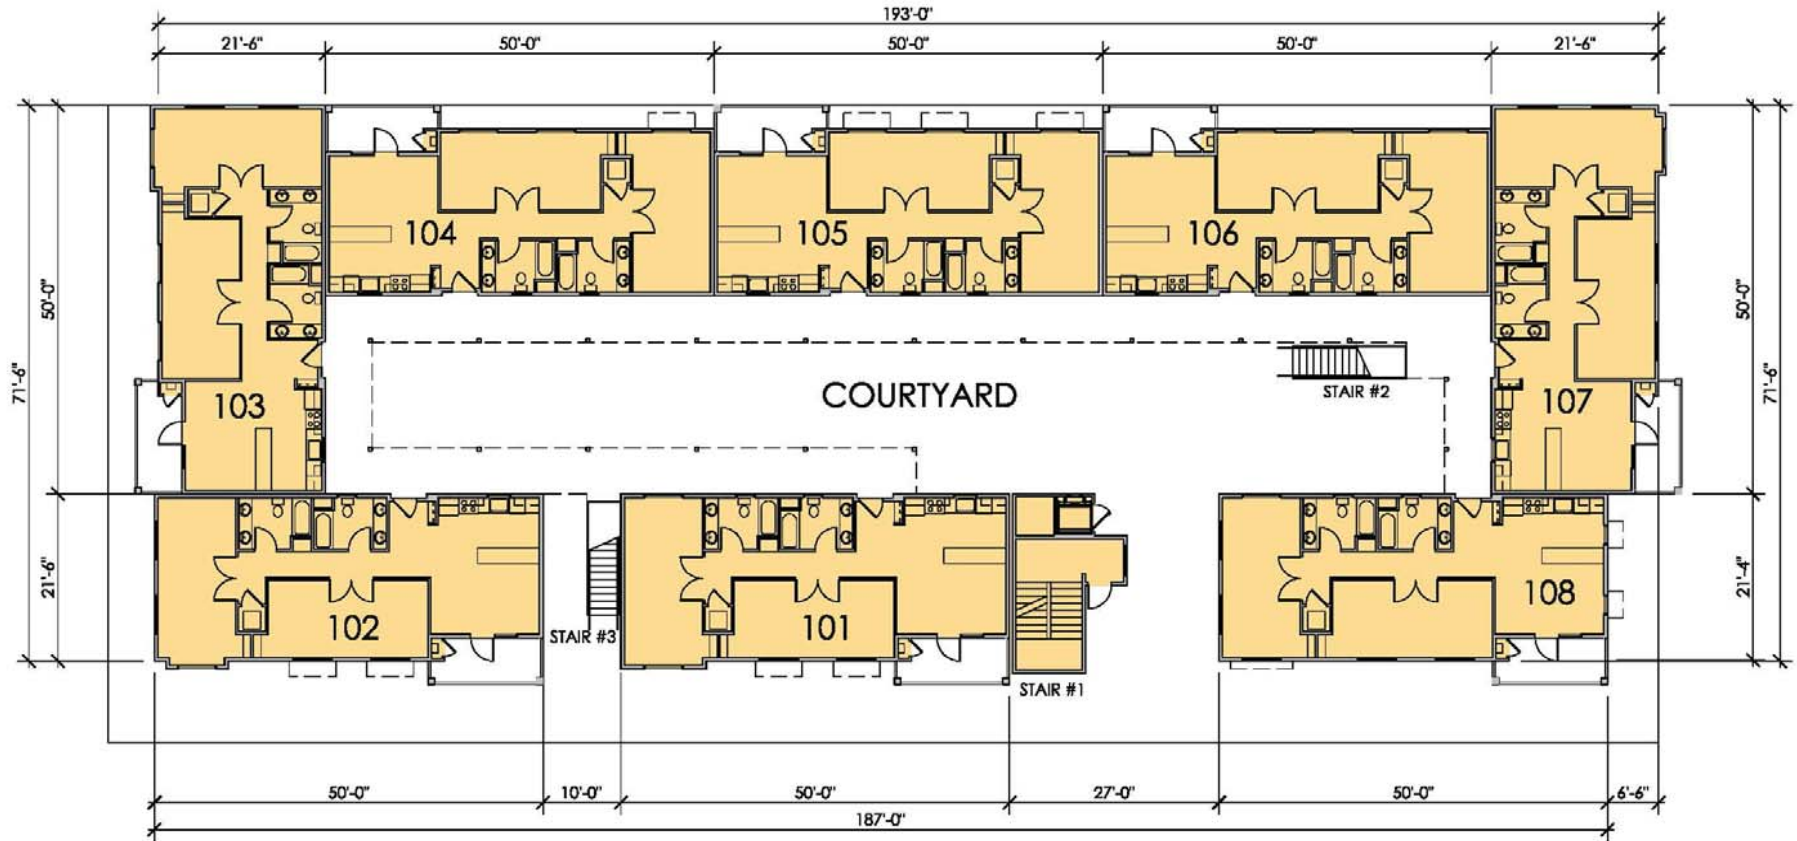 193'-0"
21'-6" 50'-0" 50'-0" 50'-0" 21'-6"
104 105 106
50'-0" 50'-0"
71'-6" 71'-6"
COURTYARD
STAIR #2
103 107
21'-6" 21'-4"
102 101 108
STAIR #3
STAIR #1
50'-0" 10'-0" 50'-0" 27'-0" 50'-0" 6'-6"
187'-0"